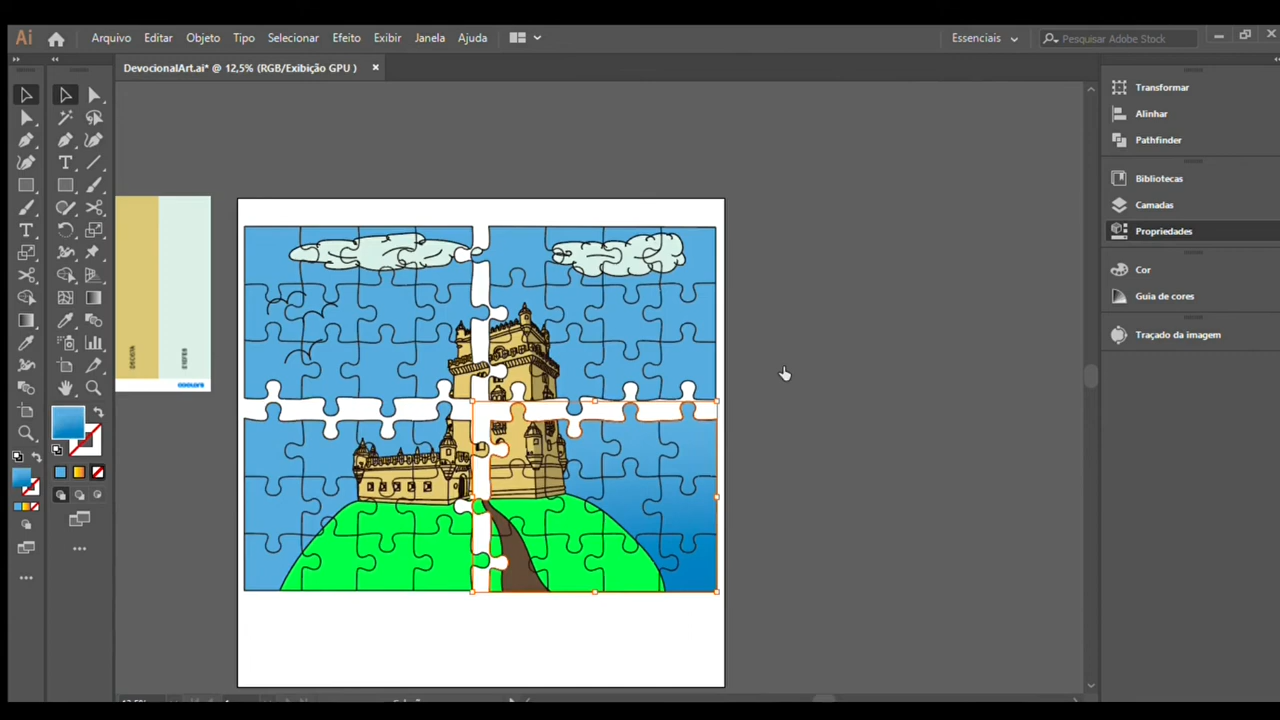 Ai Arquivo Editar Objeto Tipo Selecionar Efeito Exibir Janela Ajuda Essenciais Pesquisar Adobe Stock
DevocionalArt.ai* @ 12,5% (RGB/Exibição GPU )
Transformar
Alinhar
Pathfinder
Bibliotecas
Camadas
Propriedades
Cor
Guia de cores
Traçado da imagem
coolors